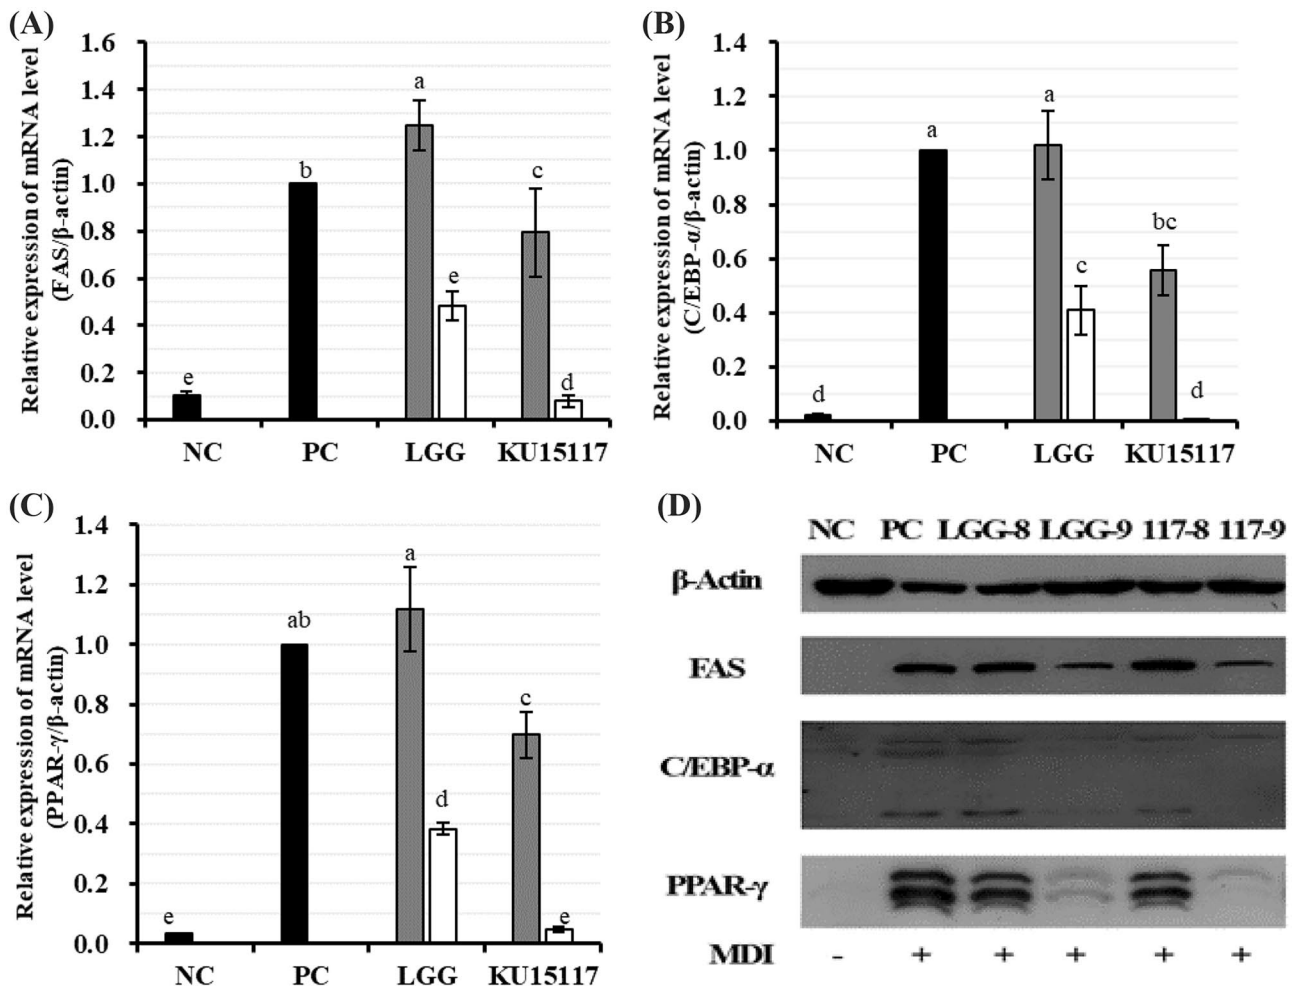 (A)
Relative expression of mRNA level
(FAS/β-actin)
1.6
1.4
1.2
1.0
0.8
0.6
0.4
0.2
0.0
e
b
a
e
c
d
NC PC LGG KU15117
(B)
Relative expression of mRNA level
(C/EBP-α/β-actin)
1.4
1.2
1.0
0.8
0.6
0.4
0.2
0.0
d
a
a
c
bc
d
NC PC LGG KU15117
(C)
Relative expression of mRNA level
(PPAR-γ/β-actin)
1.4
1.2
1.0
0.8
0.6
0.4
0.2
0.0
e
ab
a
d
c
e
NC PC LGG KU15117
(D)
NC PC LGG-8 LGG-9 117-8 117-9
β-Actin
FAS
C/EBP-α
PPAR-γ
MDI - + + + + +